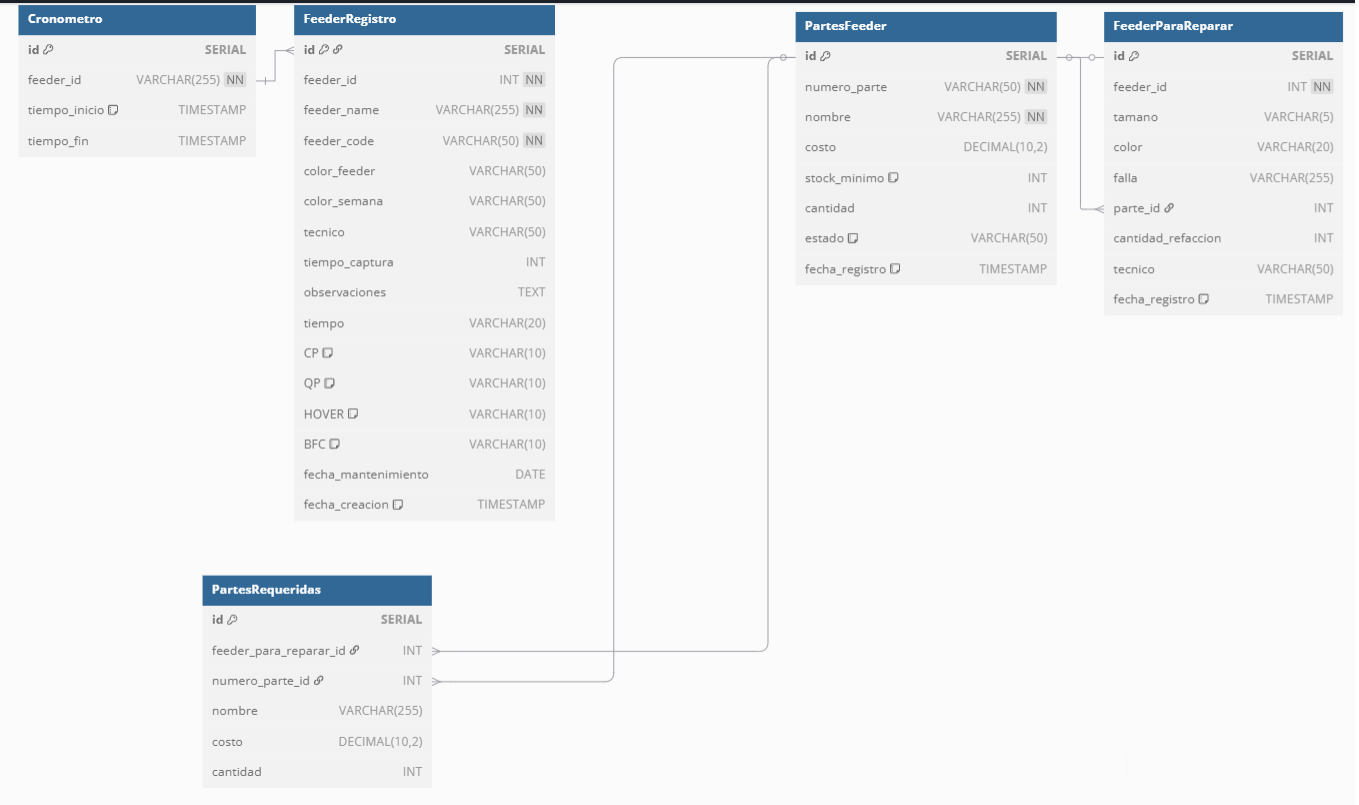 Cronometro
id SERIAL
feeder_id VARCHAR(255) NN
tiempo_inicio TIMESTAMP
tiempo_fin TIMESTAMP
FeederRegistro
id SERIAL
feeder_id INT NN
feeder_name VARCHAR(255) NN
feeder_code VARCHAR(50) NN
color_feeder VARCHAR(50)
color_semana VARCHAR(50)
tecnico VARCHAR(50)
tiempo_captura INT
observaciones TEXT
tiempo VARCHAR(20)
CP VARCHAR(10)
QP VARCHAR(10)
HOVER VARCHAR(10)
BFC VARCHAR(10)
fecha_mantenimiento DATE
fecha_creacion TIMESTAMP
PartesFeeder
id SERIAL
numero_parte VARCHAR(50) NN
nombre VARCHAR(255) NN
costo DECIMAL(10,2)
stock_minimo INT
cantidad INT
estado VARCHAR(50)
fecha_registro TIMESTAMP
FeederParaReparar
id SERIAL
feeder_id INT NN
tamano VARCHAR(5)
color VARCHAR(20)
falla VARCHAR(255)
parte_id INT
cantidad_refaccion INT
tecnico VARCHAR(50)
fecha_registro TIMESTAMP
PartesRequeridas
id SERIAL
feeder_para_reparar_id INT
numero_parte_id INT
nombre VARCHAR(255)
costo DECIMAL(10,2)
cantidad INT